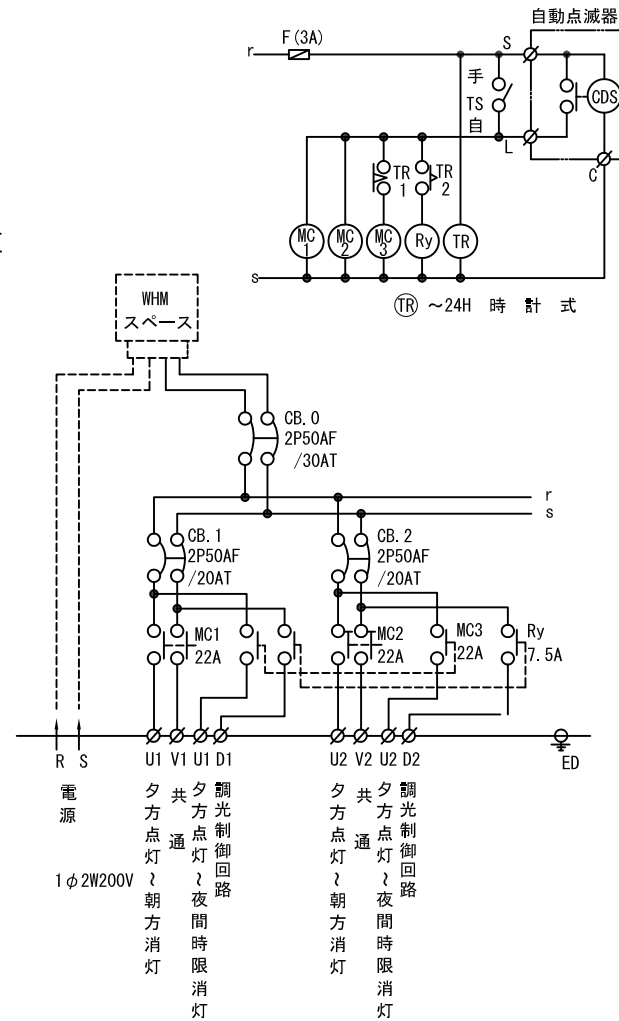 自動点滅器
F(3A)
r
S
手
TS
自
CDS
L
C
TR
1
TR
2
MC
1
MC
2
MC
3
Ry
TR
s
TR ～24H 時計式
WHM
スペース
CB.0
2P50AF
/30AT
r
s
CB.1
2P50AF
/20AT
CB.2
2P50AF
/20AT
MC1
22A
MC2
22A
MC3
22A
Ry
7.5A
R S
U1 V1 U1 D1
U2 V2 U2 D2
ED
電源
1φ2W200V
夕方点灯～朝方消灯
共通
夕方点灯～夜間時限消灯
調光制御回路
夕方点灯～朝方消灯
共通
夕方点灯～夜間時限消灯
調光制御回路